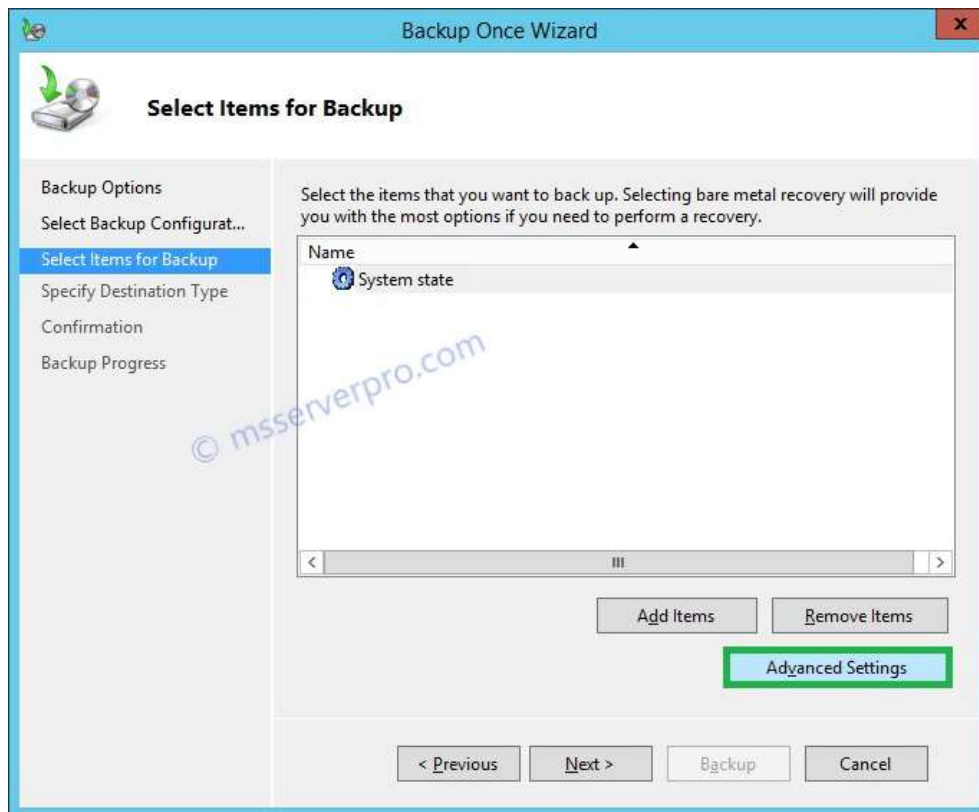 Backup Once Wizard
x
Select Items for Backup
Backup Options
Select Backup Configurat...
Select Items for Backup
Specify Destination Type
Confirmation
Backup Progress
Select the items that you want to back up. Selecting bare metal recovery will provide
you with the most options if you need to perform a recovery.
Name
System state
© msserverpro.com
Add Items
Remove Items
Advanced Settings
< Previous
Next >
Backup
Cancel